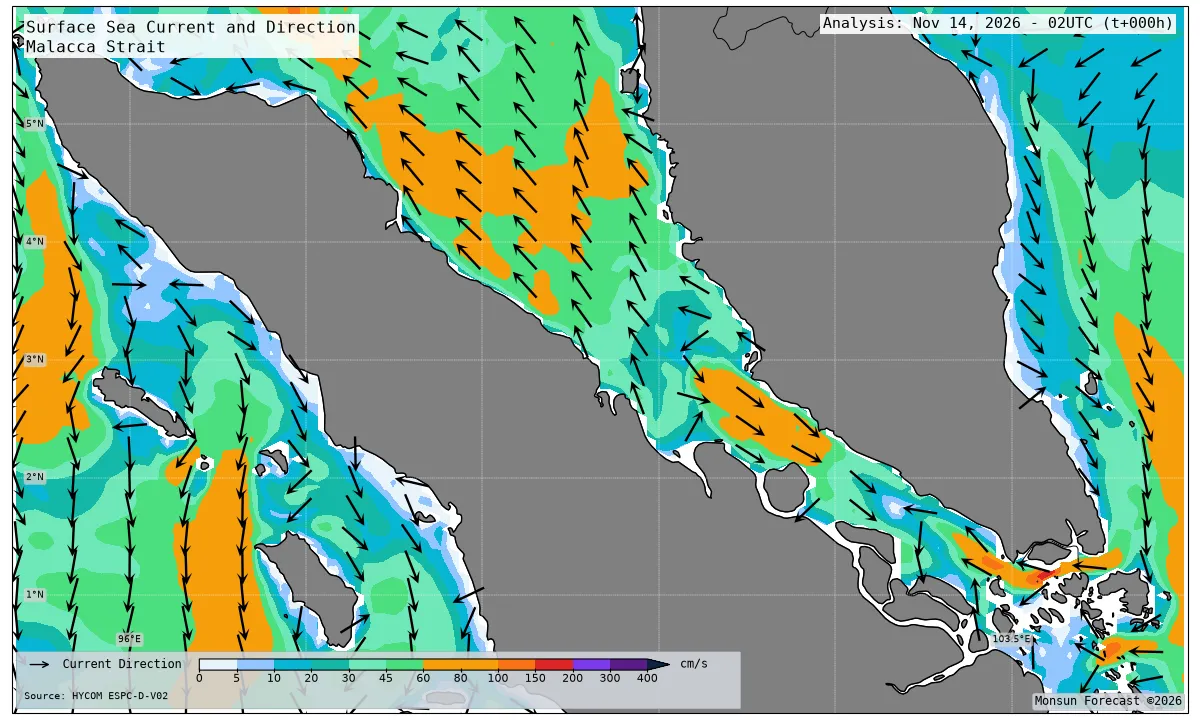 Surface Sea Current and Direction
Malacca Strait
Analysis: Nov 14, 2026 - 02UTC (t+000h)
5°N
4°N
3°N
2°N
1°N
96°E
103.5°E
Current Direction
0 5 10 20 30 45 60 80 100 150 200 300 400
cm/s
Source: HYCOM ESPC-D-V02
Monsun Forecast ©2026